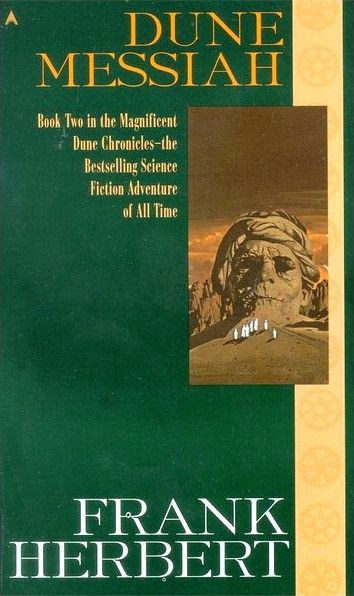 DUNE
MESSIAH
Book Two in the Magnificent
Dune Chronicles–the
Bestselling Science
Fiction Adventure
of All Time
FRANK
HERBERT